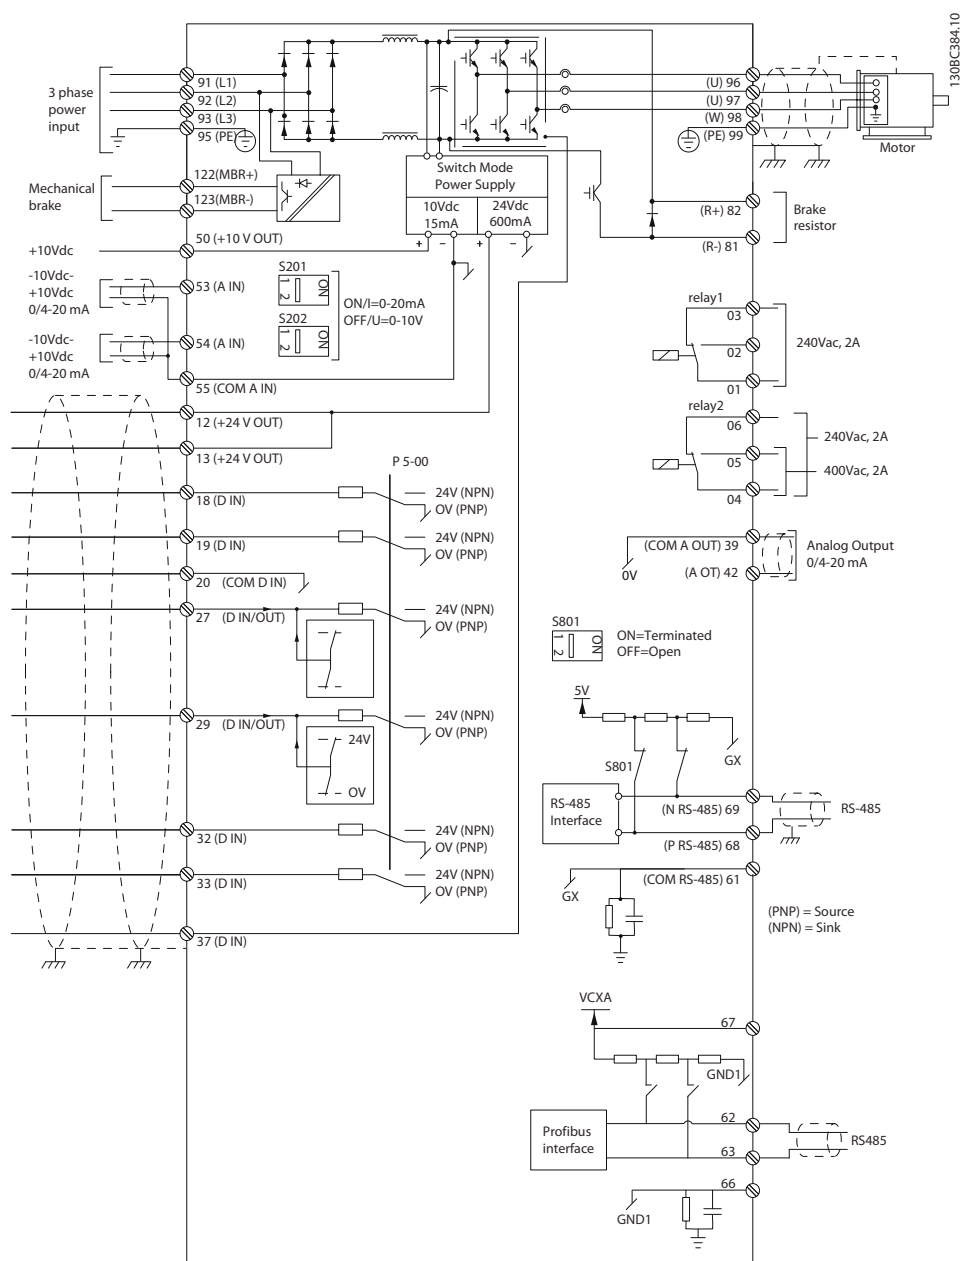 130BC384.10
3 phase
power
input
91 (L1)
92 (L2)
93 (L3)
95 (PE)
(U) 96
(U) 97
(W) 98
(PE) 99
Motor
Mechanical
brake
122(MBR+)
123(MBR-)
Switch Mode
Power Supply
10Vdc
15mA
24Vdc
600mA
+ - + -
(R+) 82
(R-) 81
Brake
resistor
+10Vdc
50 (+10 V OUT)
-10Vdc-
+10Vdc
0/4-20 mA
53 (A IN)
S201
1 2 ON
ON/I=0-20mA
OFF/U=0-10V
S202
1 2 ON
-10Vdc-
+10Vdc
0/4-20 mA
54 (A IN)
55 (COM A IN)
relay1
03
02
01
240Vac, 2A
relay2
06
05
04
240Vac, 2A
400Vac, 2A
12 (+24 V OUT)
13 (+24 V OUT)
P 5-00
18 (D IN)
24V (NPN)
OV (PNP)
19 (D IN)
24V (NPN)
OV (PNP)
20 (COM D IN)
27 (D IN/OUT)
24V (NPN)
OV (PNP)
29 (D IN/OUT)
24V (NPN)
OV (PNP)
24V
OV
32 (D IN)
24V (NPN)
OV (PNP)
33 (D IN)
24V (NPN)
OV (PNP)
37 (D IN)
(COM A OUT) 39
0V
(A OT) 42
Analog Output
0/4-20 mA
S801
1 2 ON
ON=Terminated
OFF=Open
5V
S801
GX
RS-485
Interface
(N RS-485) 69
(P RS-485) 68
RS-485
(COM RS-485) 61
GX
(PNP) = Source
(NPN) = Sink
VCXA
67
GND1
Profibus
interface
62
63
RS485
66
GND1